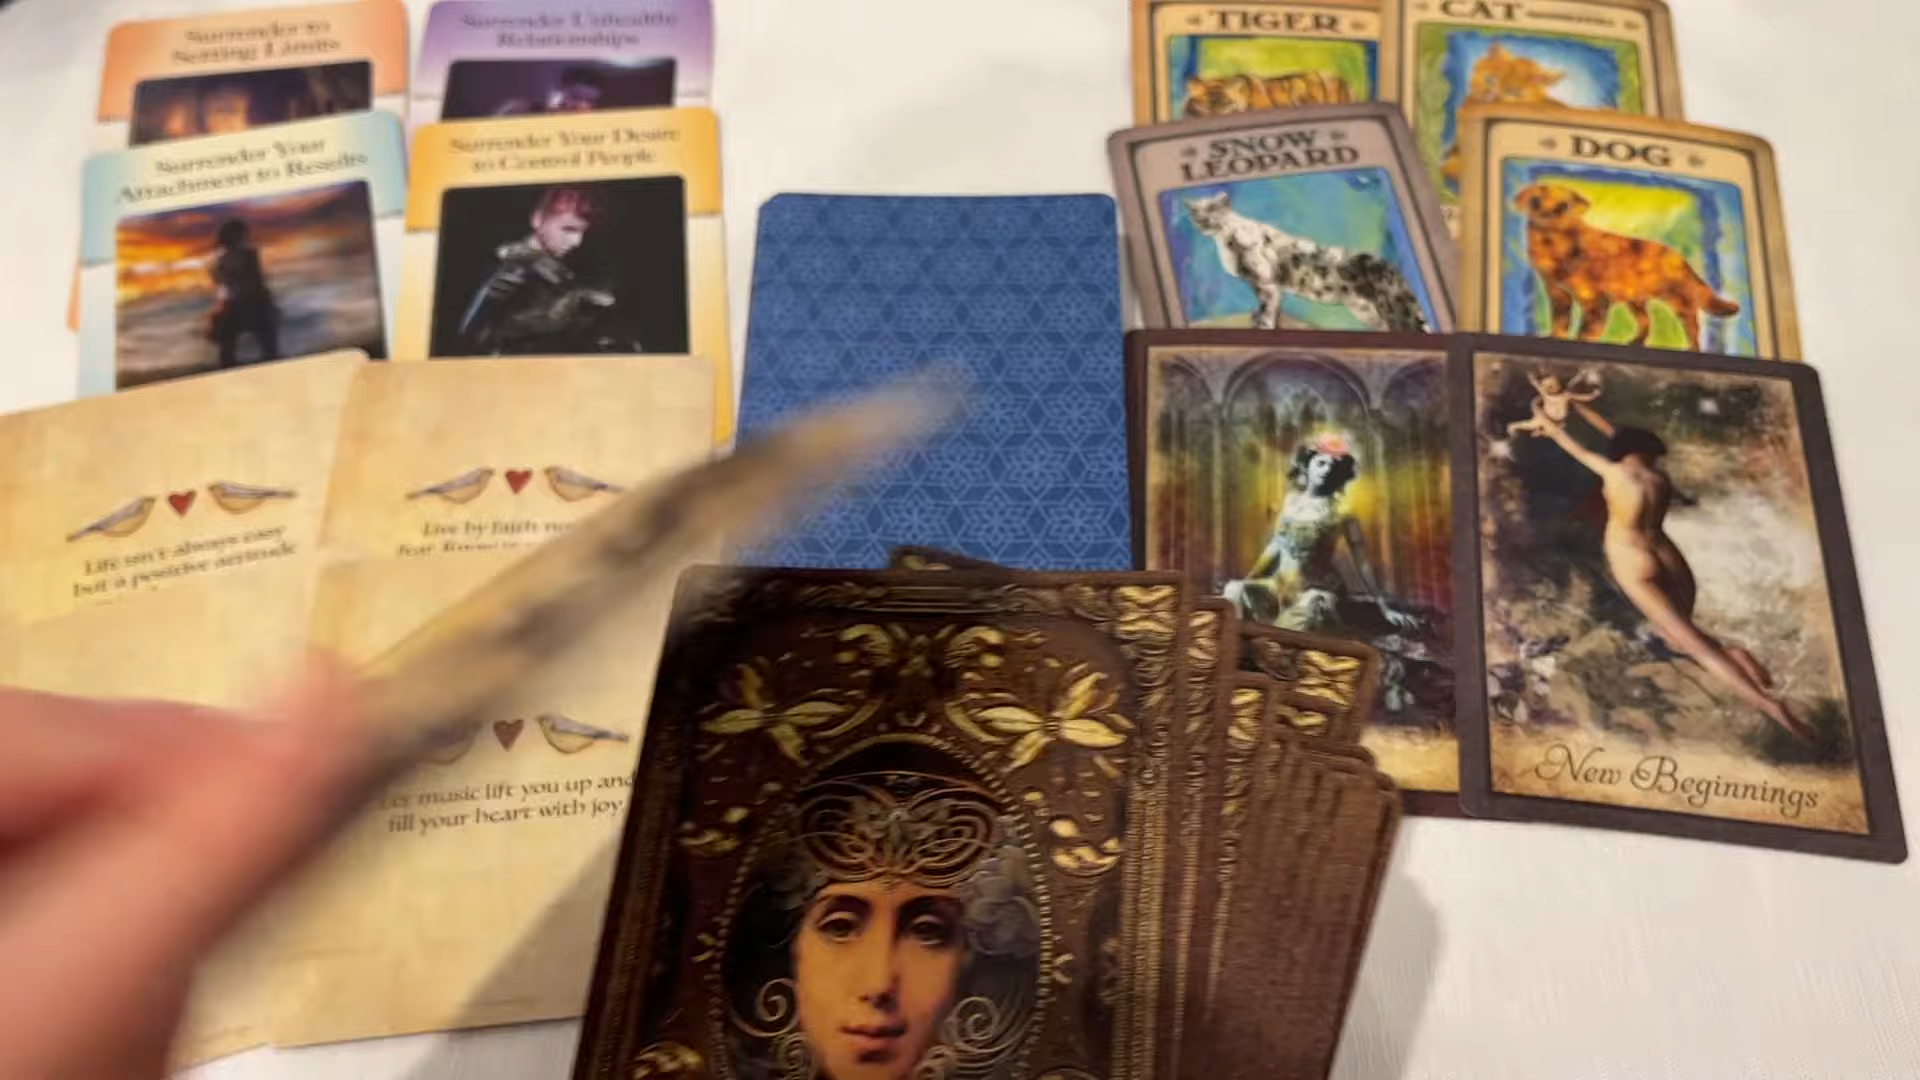 Surrender to
Setting Limits
Surrender Unhealthy
Relationships
Surrender Your
Attachment to Results
Surrender Your Desire
to Control People
TIGER
CAT
SNOW
LEOPARD
DOG
Life isn't always easy
but a positive attitude
Live by faith
music lift you up and
fill your heart with joy.
New Beginnings